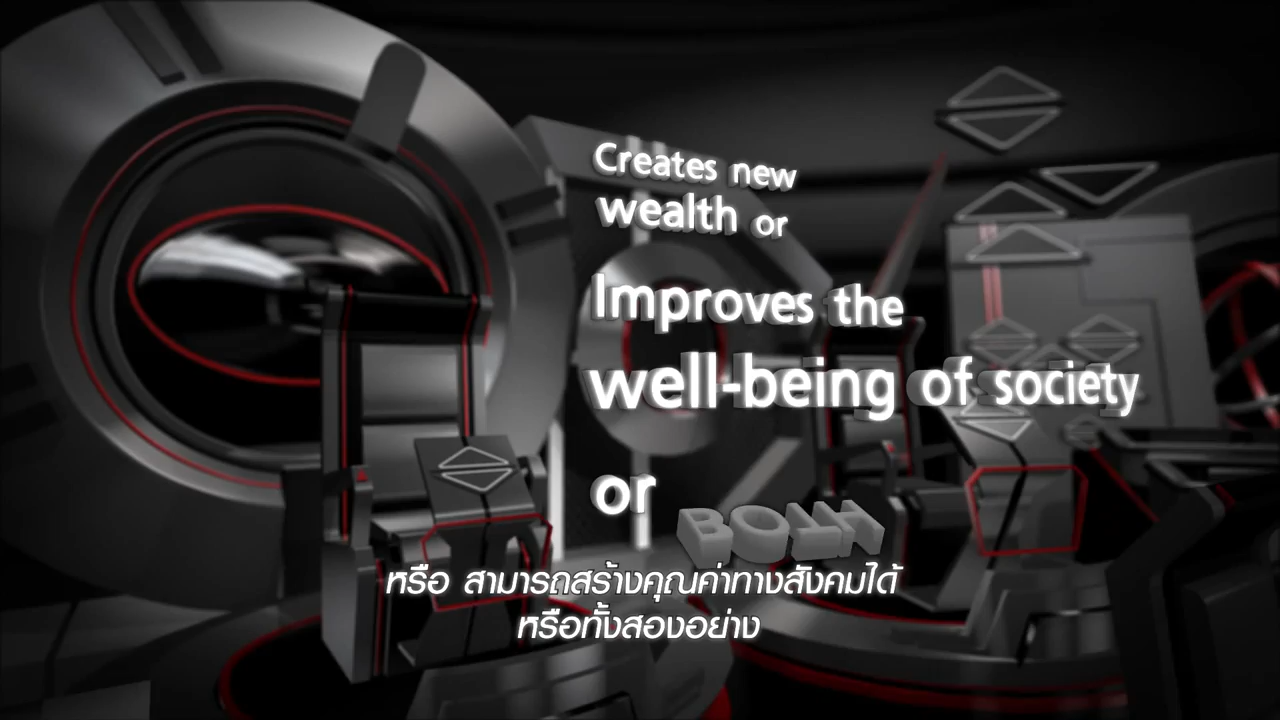 Creates new
wealth or
Improves the
well-being of society
or BOTH
หรือ สามารถสร้างคุณค่าทางสังคมได้
หรือทั้งสองอย่าง